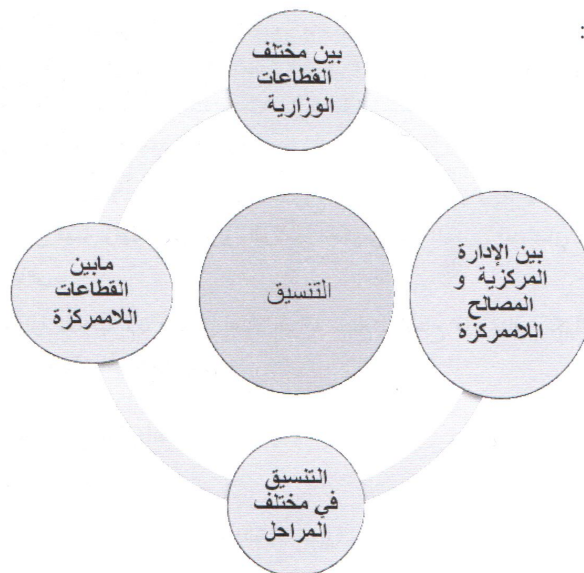 :
بين مختلف
القطاعات
الوزارية
بين الإدارة
المركزية و
المصالح
اللاممركزة
التنسيق
مابين
القطاعات
اللاممركزة
التنسيق
في مختلف
المراحل